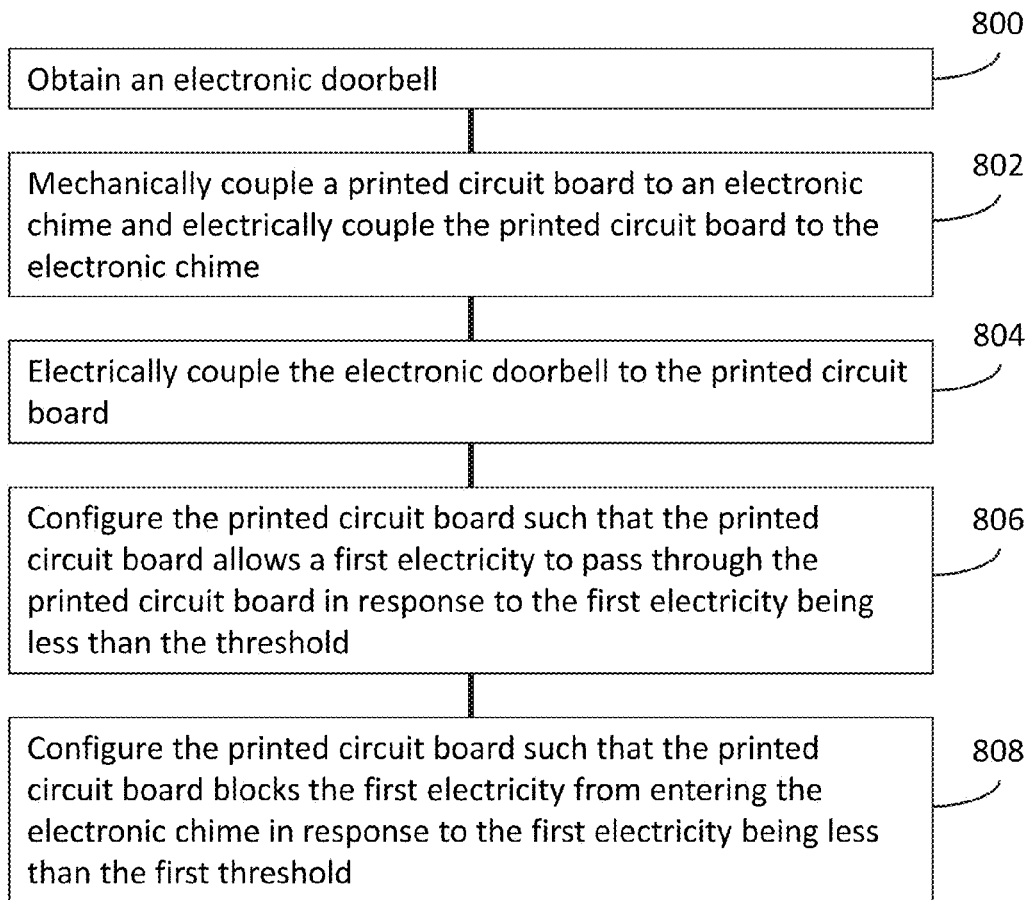 800
Obtain an electronic doorbell
802
Mechanically couple a printed circuit board to an electronic
chime and electrically couple the printed circuit board to the
electronic chime
804
Electrically couple the electronic doorbell to the printed circuit
board
806
Configure the printed circuit board such that the printed
circuit board allows a first electricity to pass through the
printed circuit board in response to the first electricity being
less than the threshold
808
Configure the printed circuit board such that the printed
circuit board blocks the first electricity from entering the
electronic chime in response to the first electricity being less
than the first threshold